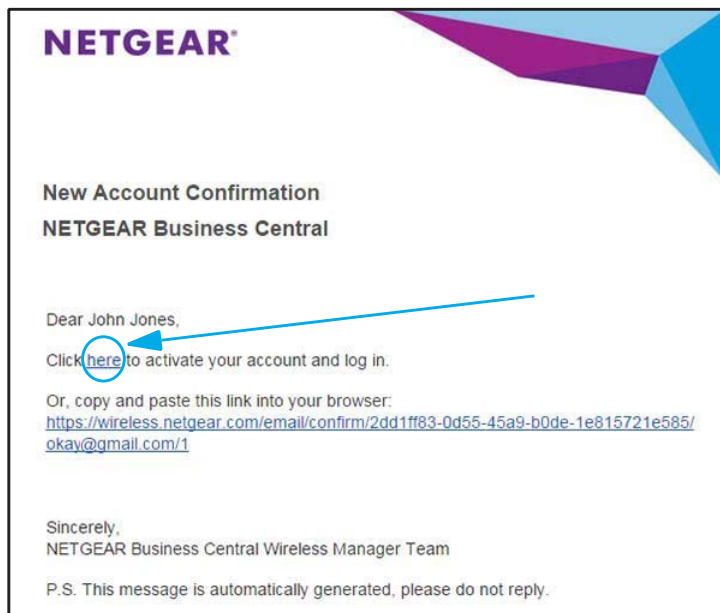 NETGEAR®
New Account Confirmation
NETGEAR Business Central
Dear John Jones,
Click here to activate your account and log in.
Or, copy and paste this link into your browser:
https://wireless.netgear.com/email/confirm/2dd1ff83-0d55-45a9-b0de-1e815721e585/
okay@gmail.com/1
Sincerely,
NETGEAR Business Central Wireless Manager Team
P.S. This message is automatically generated, please do not reply.